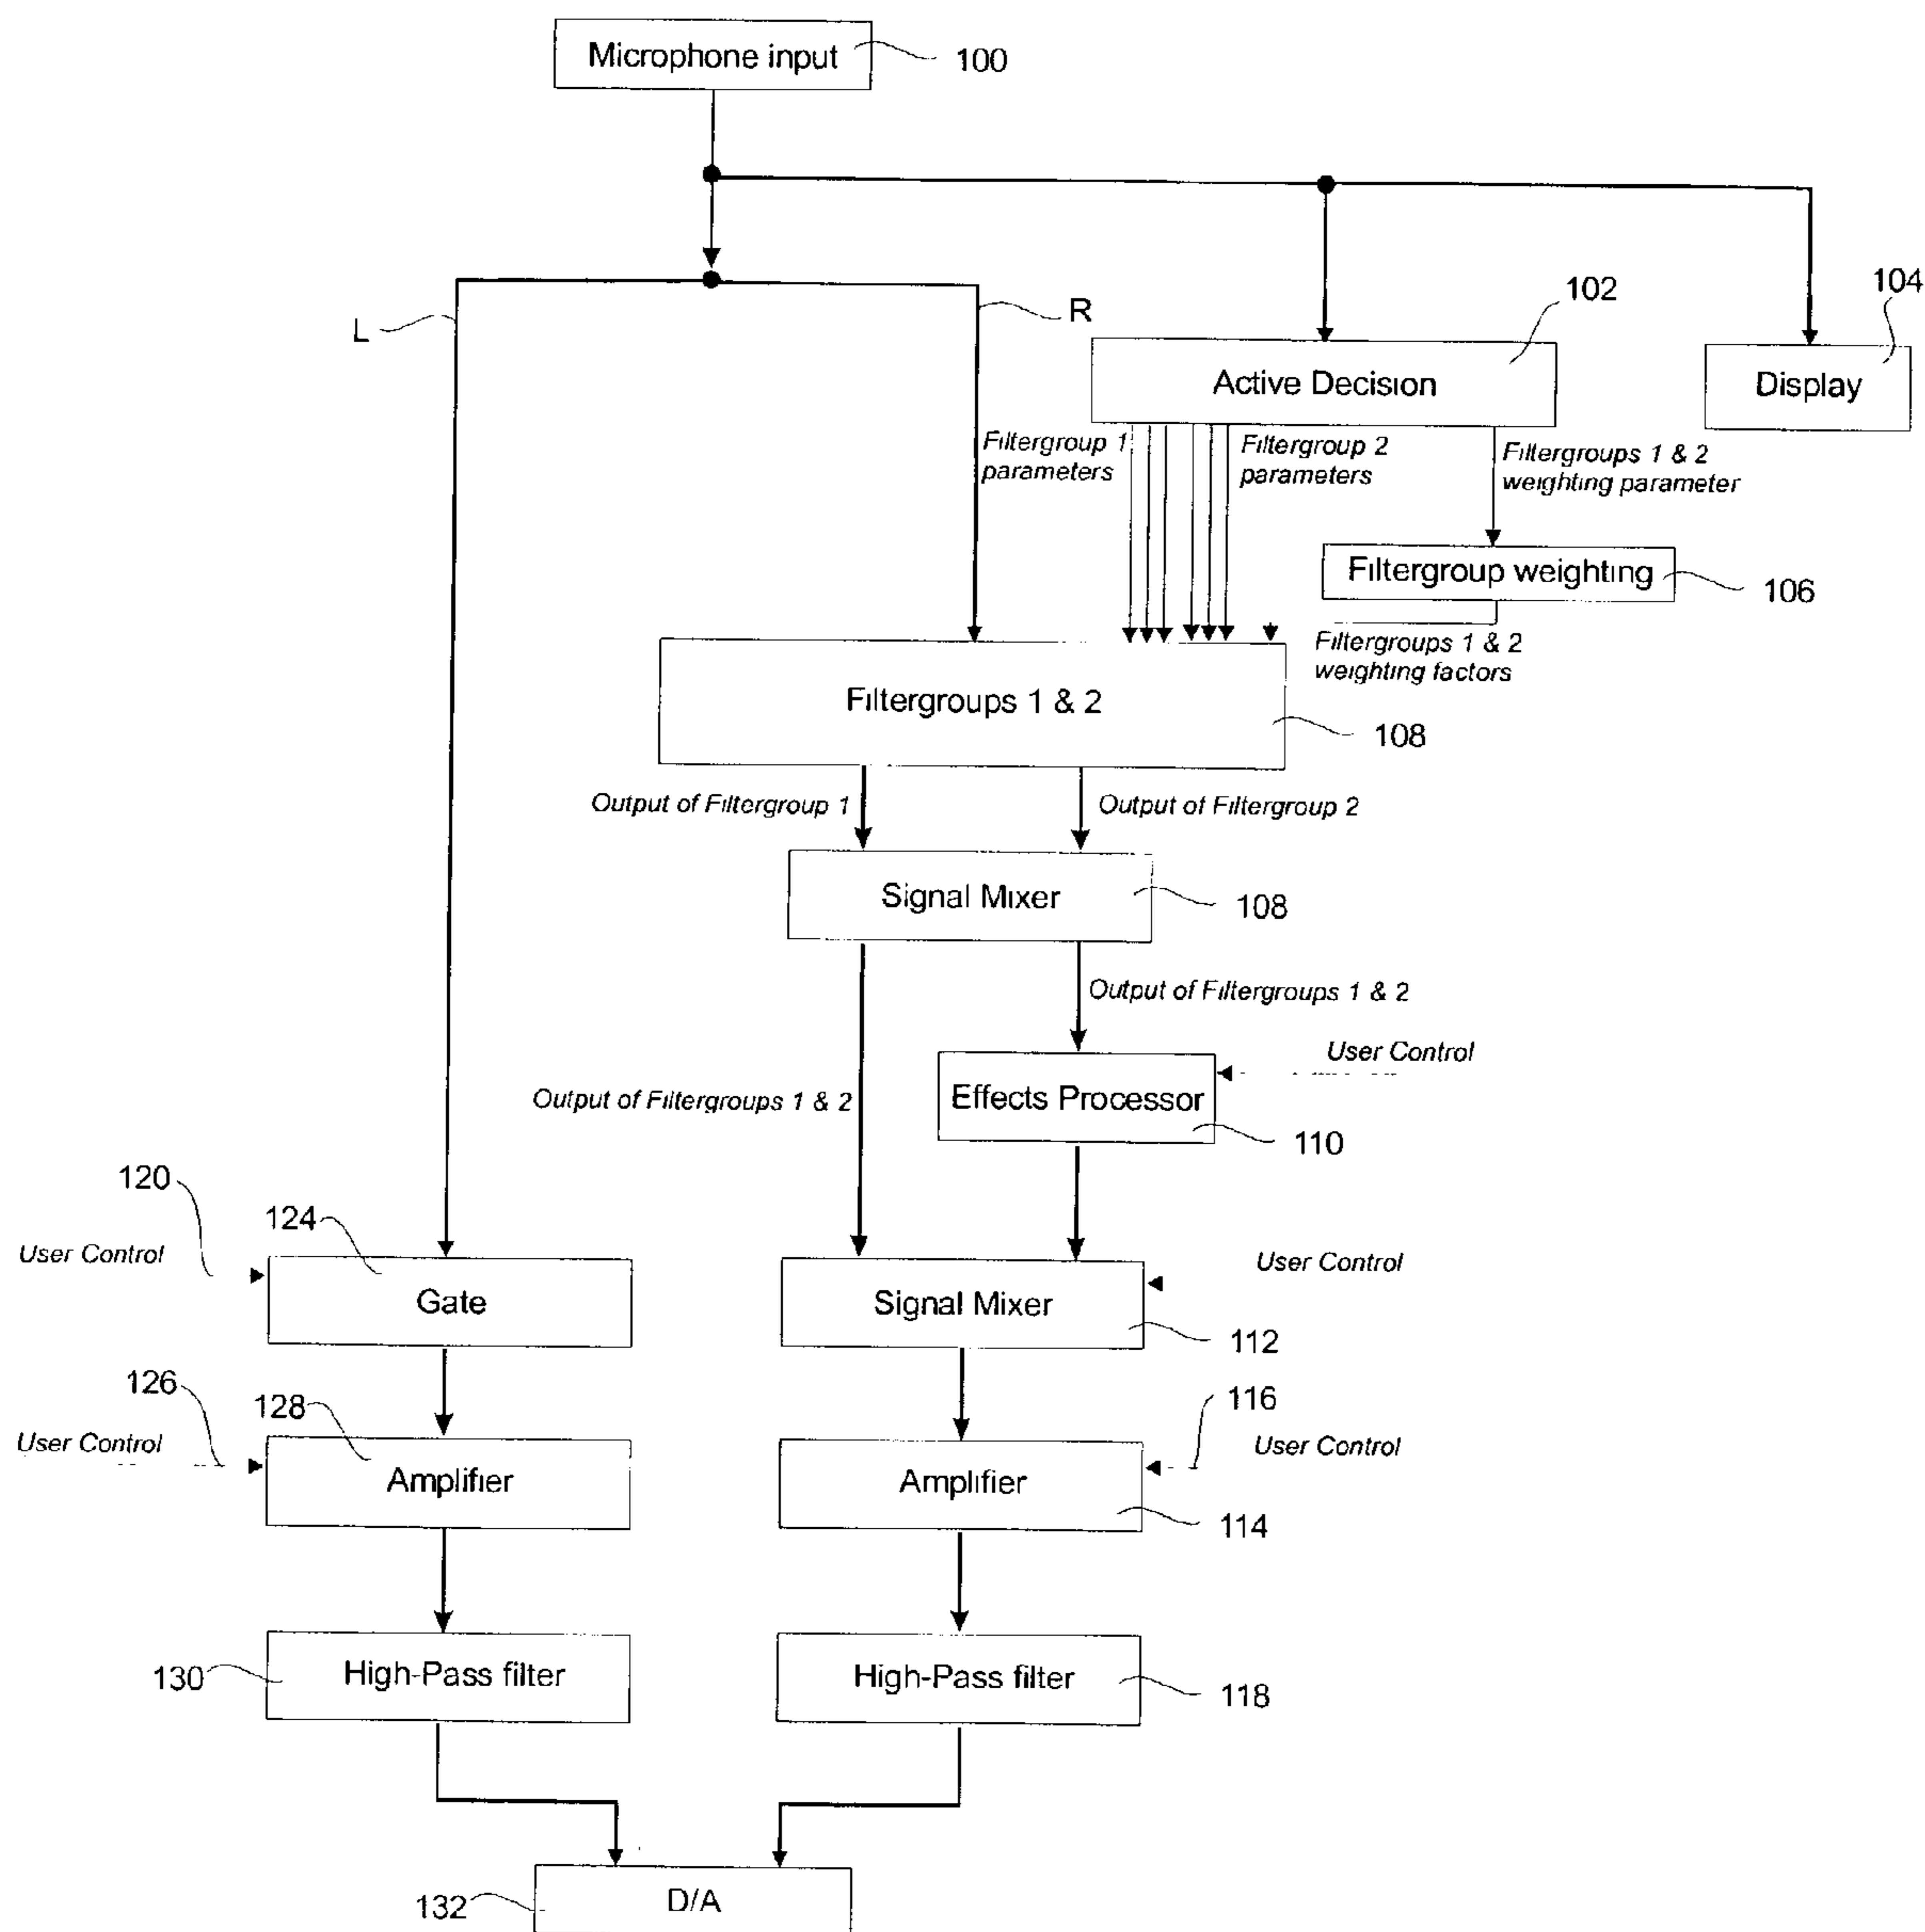 Microphone input
100
L
R
102
104
Active Decision
Display
Filtergroup 1
parameters
Filtergroup 2
parameters
Filtergroups 1 & 2
weighting parameter
Filtergroup weighting
106
Filtergroups 1 & 2
weighting factors
Filtergroups 1 & 2
108
Output of Filtergroup 1
Output of Filtergroup 2
Signal Mixer
108
Output of Filtergroups 1 & 2
User Control
Effects Processor
Output of Filtergroups 1 & 2
110
120
124
User Control
User Control
Gate
Signal Mixer
112
126
128
116
User Control
User Control
Amplifier
Amplifier
114
130
High-Pass filter
High-Pass filter
118
132
D/A